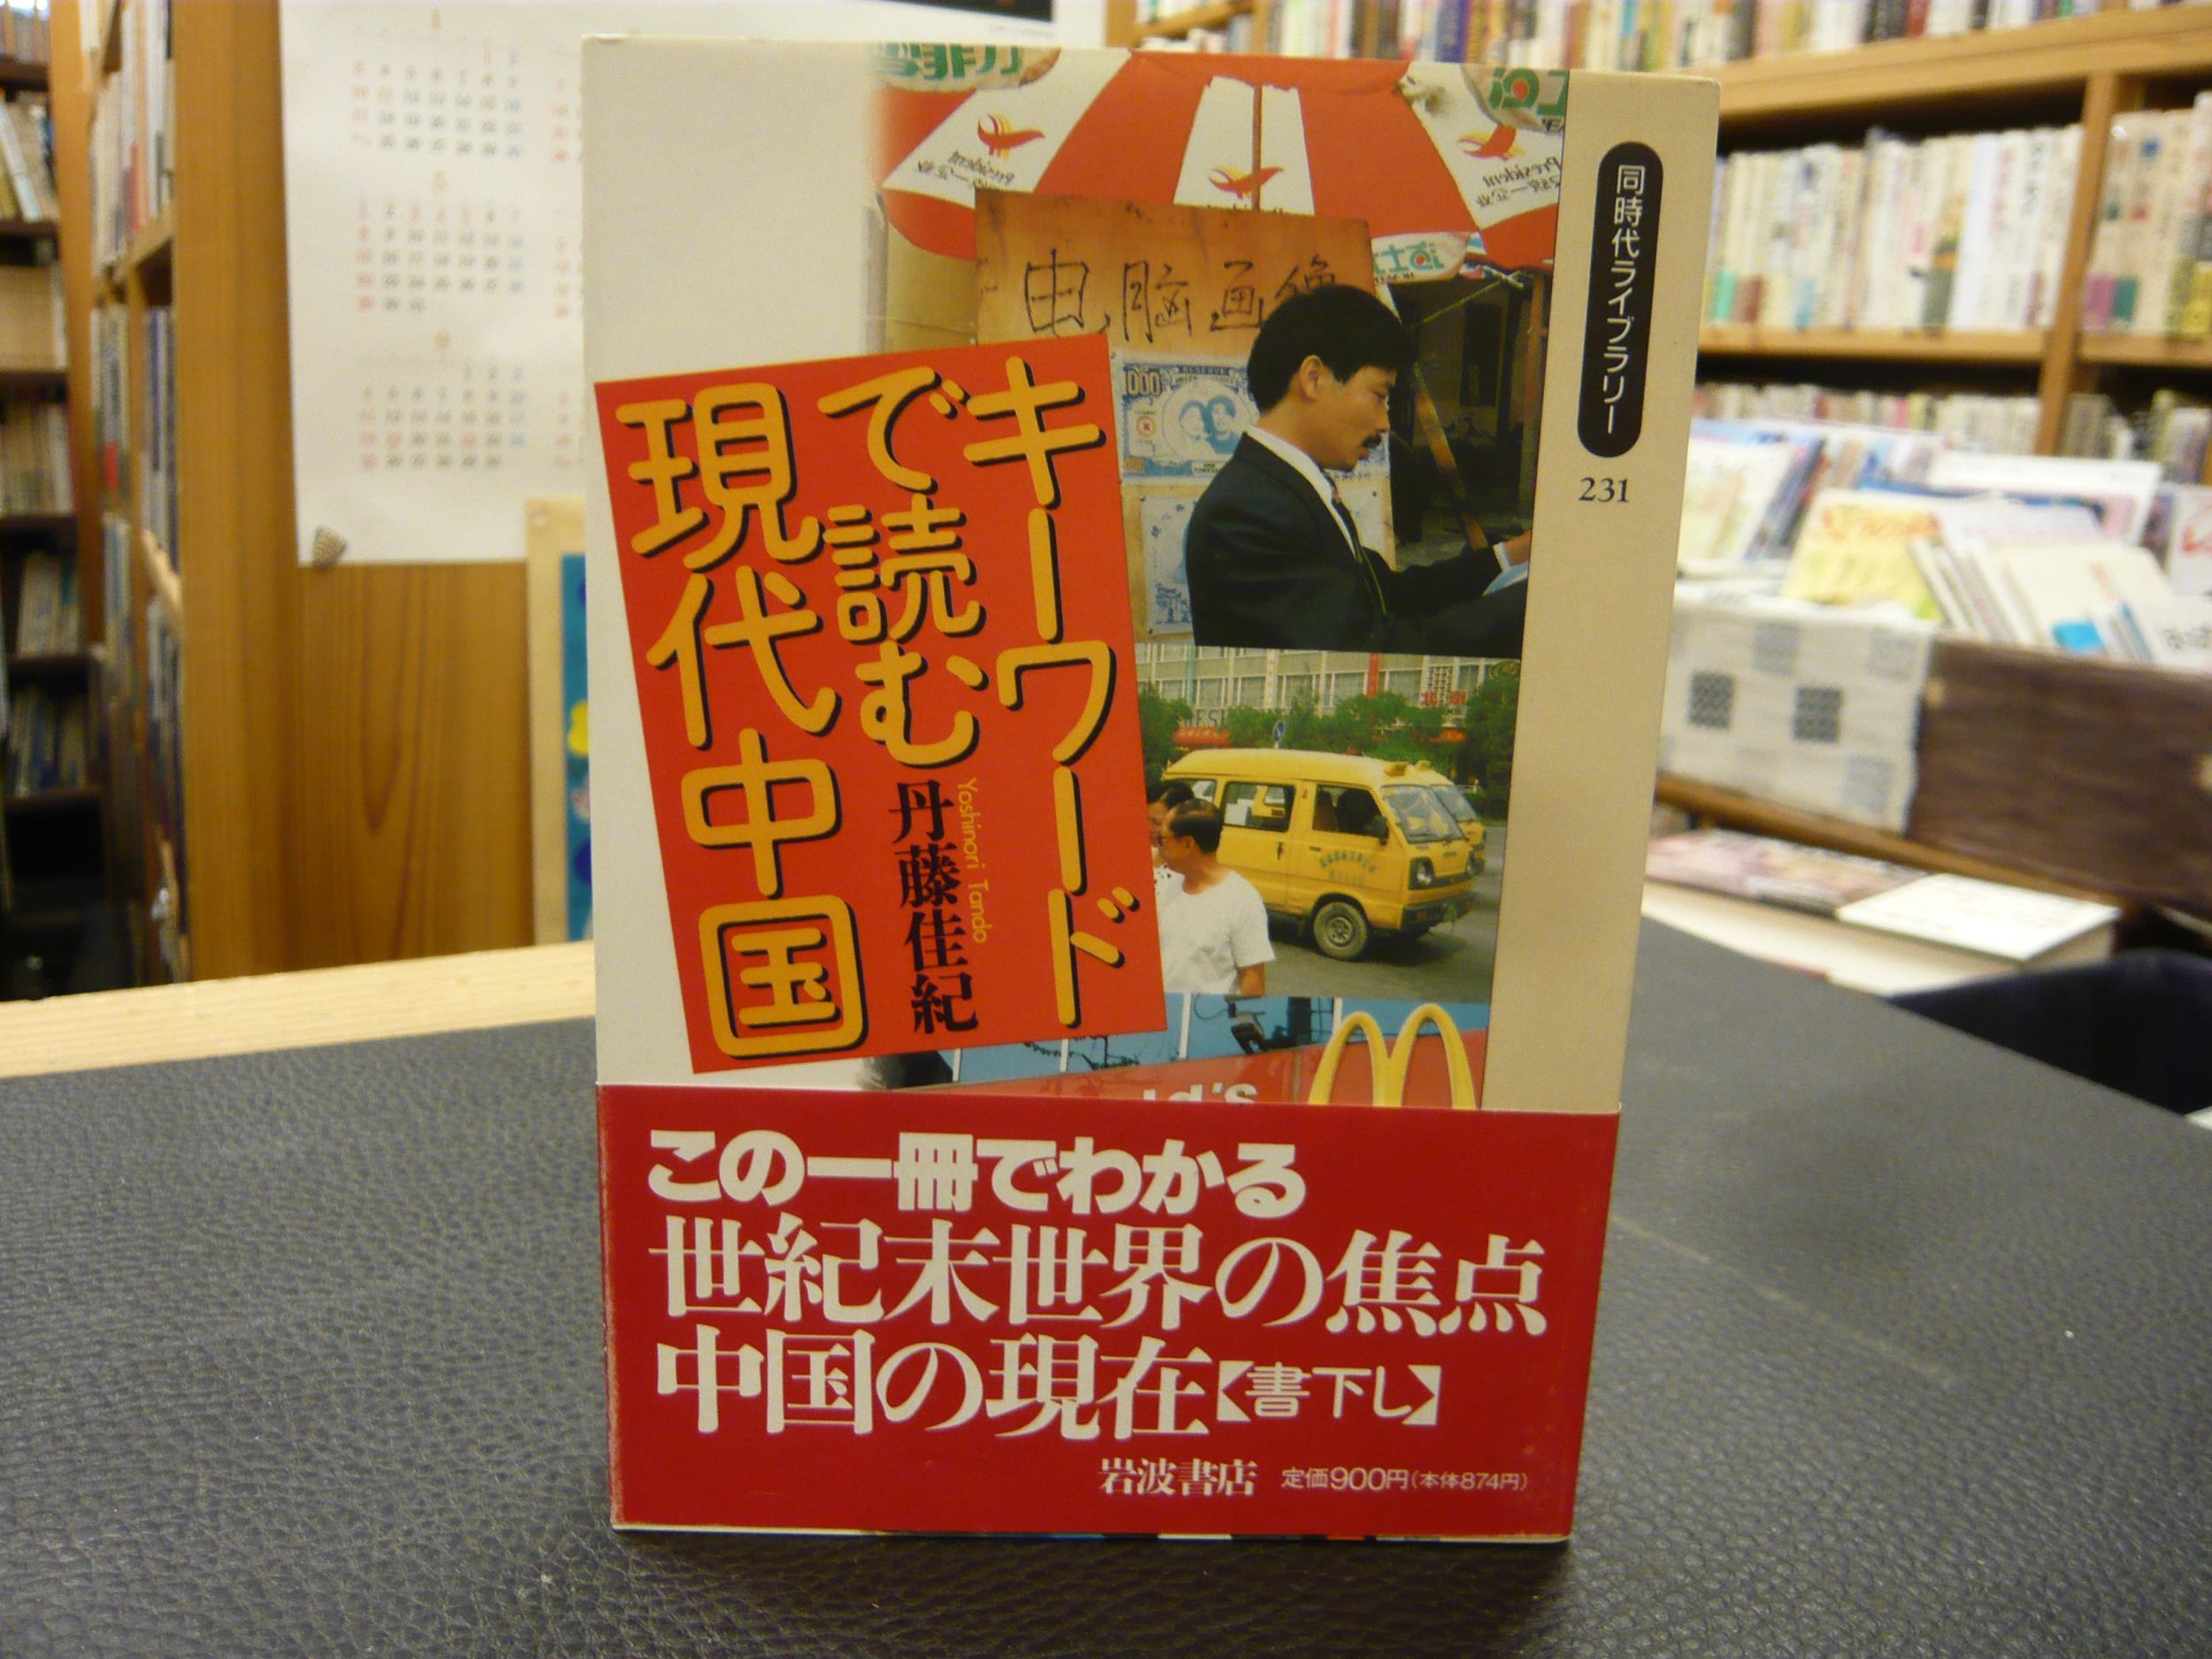 同時代ライブラリー
231
电脑画像
キーワード
で読む
現代中国
丹藤佳紀
Yoshinori Tando
この一冊でわかる
世紀末世界の焦点
中国の現在【書下し】
岩波書店 定価900円(本体874円)